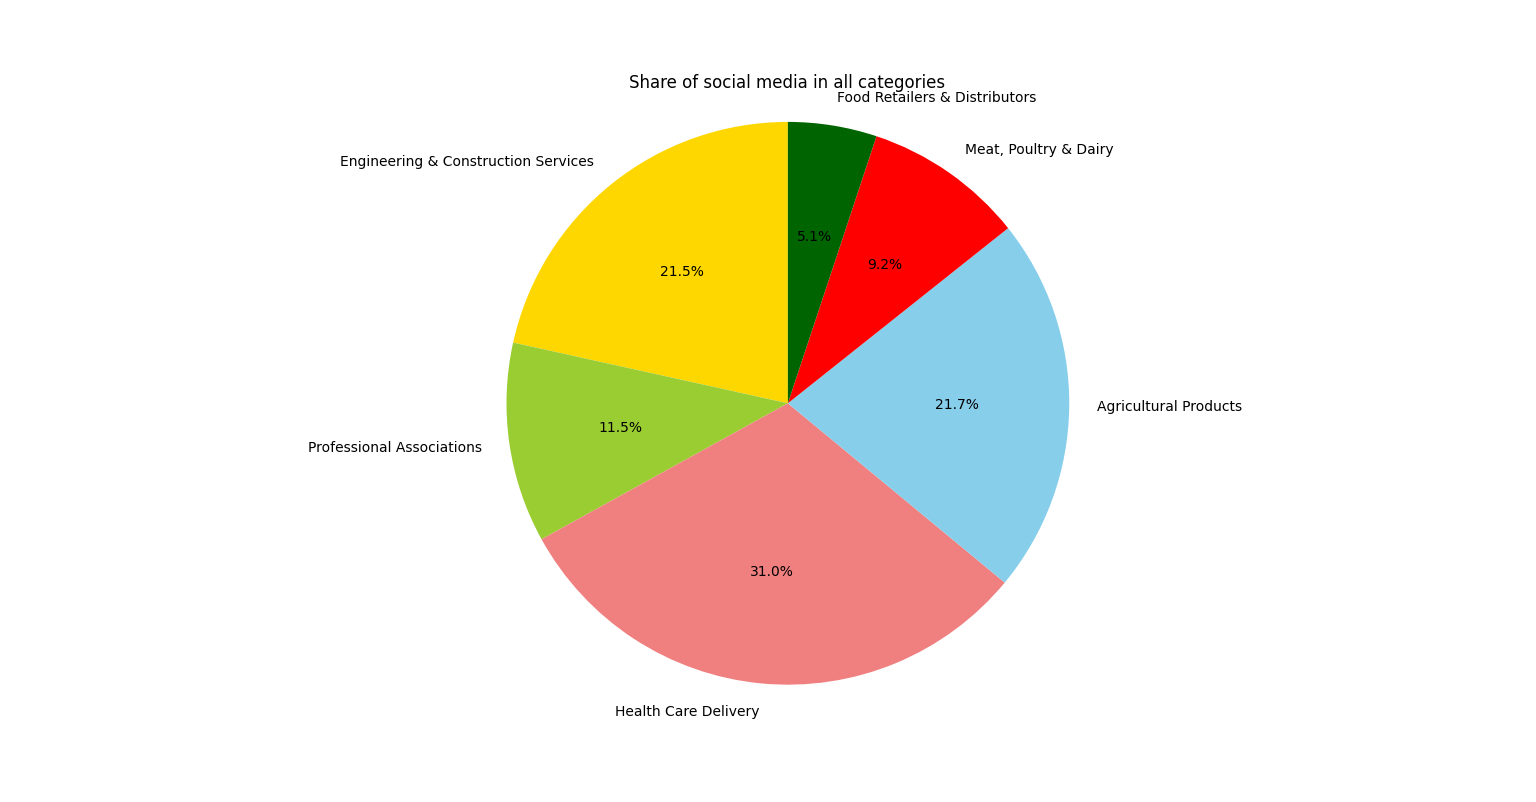 Share of social media in all categories
Food Retailers & Distributors
Meat, Poultry & Dairy
Engineering & Construction Services
5.1%
9.2%
21.5%
21.7%
Agricultural Products
11.5%
Professional Associations
31.0%
Health Care Delivery